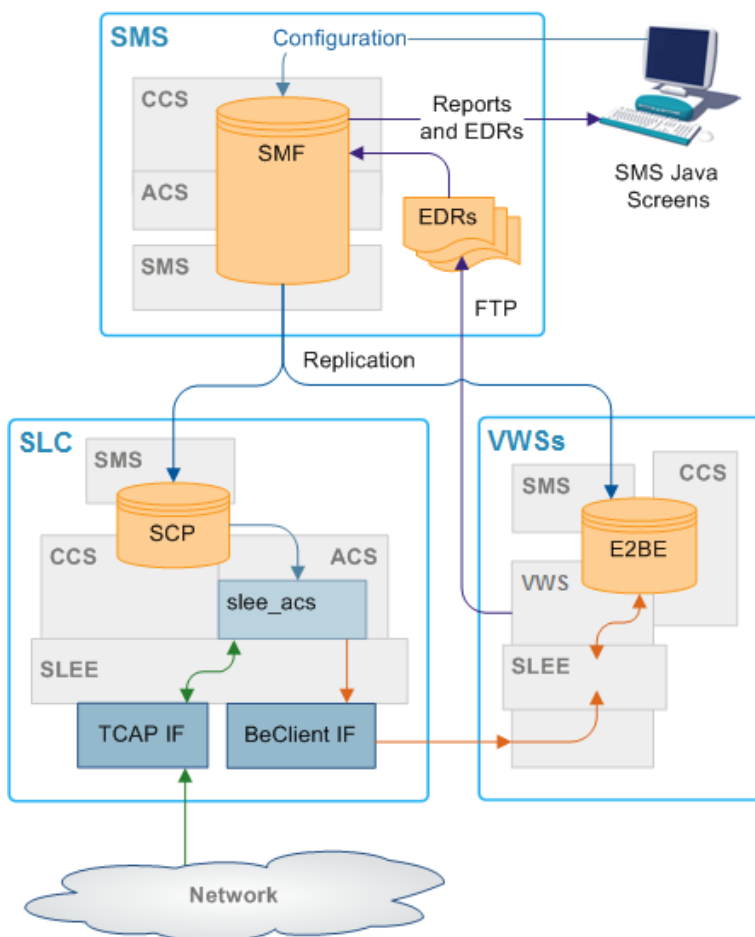 SMS
Configuration
CCS
SMF
Reports
and EDRs
SMS Java
Screens
ACS
EDRs
SMS
FTP
Replication
SLC
SMS
SCP
CCS
ACS
slee_acs
SLEE
TCAP IF
BeClient IF
VWSs
SMS
CCS
E2BE
VWS
SLEE
Network